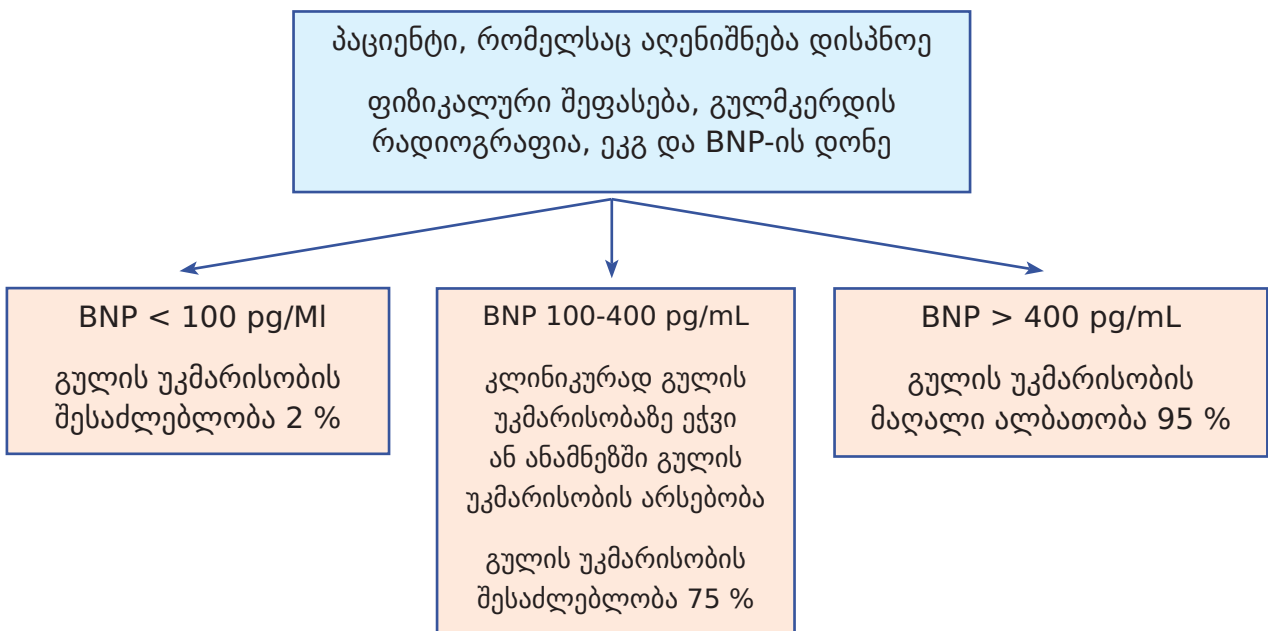 პაციენტი, რომელსაც აღენიშნება დისპნოე
ფიზიკალური შეფასება, გულმკერდის
რადიოგრაფია, ეკგ და BNP-ის დონე
BNP < 100 pg/Ml
გულის უკმარისობის
შესაძლებლობა 2 %
BNP 100-400 pg/mL
კლინიკურად გულის
უკმარისობაზე ეჭვი
ან ანამნეზში გულის
უკმარისობის არსებობა
გულის უკმარისობის
შესაძლებლობა 75 %
BNP > 400 pg/mL
გულის უკმარისობის
მაღალი ალბათობა 95 %